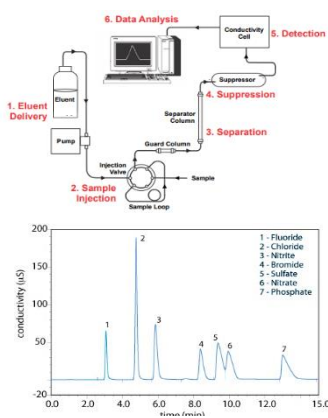 6. Data Analysis
Conductivity
Cell
5. Detection
Eluent
1. Eluent
Delivery
Suppressor
4. Suppression
Separator
Column
Pump
3. Separation
Guard Column
Injection
Valve
2. Sample
Injection
Sample
Sample Loop
200
150
100
50
-20
conductivity (µS)
1
2
3
4
5
6
7
1 - Fluoride
2 - Chloride
3 - Nitrite
4 - Bromide
5 - Sulfate
6 - Nitrate
7 - Phosphate
0.0 2.0 4.0 6.0 8.0 10.0 12.0 15.0
time (min)